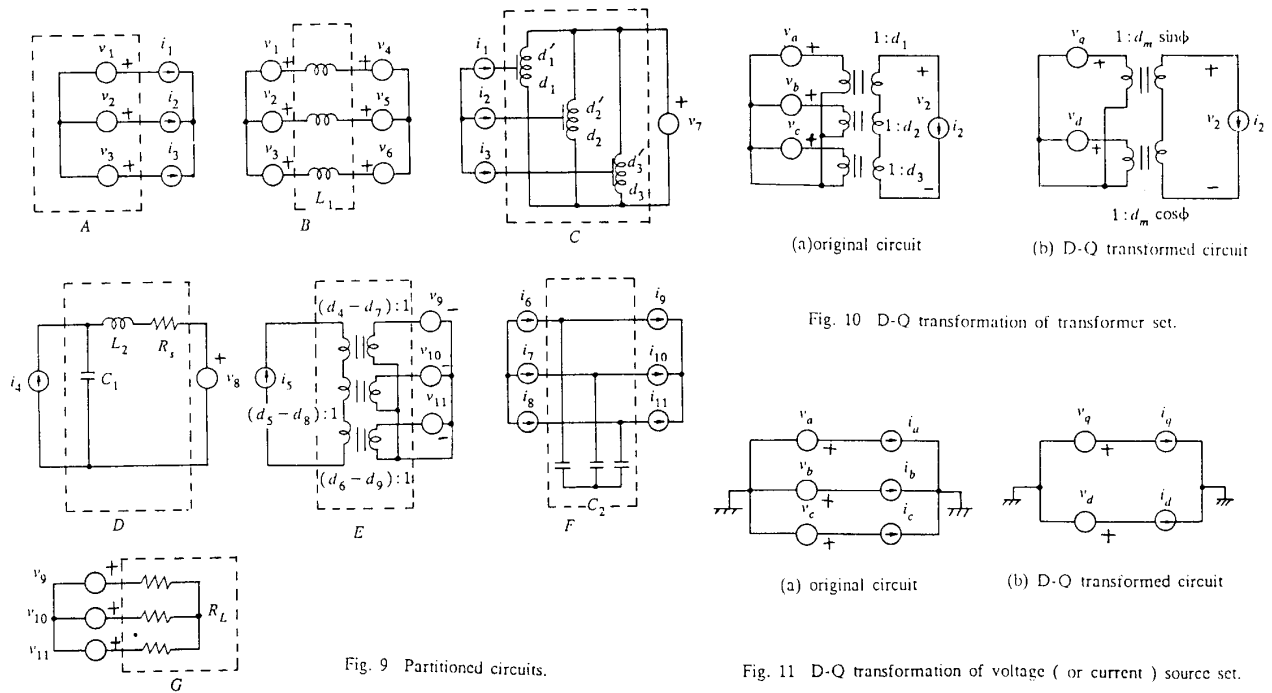 v1 + i1
v2 + i2
v3 + i3
A
v1 + v4 +
v2 + v5 +
v3 + v6 +
L1
B
i1 d1′ d1
i2 d2′ d2
i3 d3′ d3
+ v7
C
i4
C1
L2 Rs
+ v8
D
i5
(d4 − d7):1
(d5 − d8):1
(d6 − d9):1
v9 −
v10 −
v11 −
E
i6 i9
i7 i10
i8 i11
C2
F
v9 +
v10 +
v11 +
RL
G
Fig. 9 Partitioned circuits.
va +
vb +
vc +
1:d1
1:d2
1:d3
+ v2 −
i2
(a)original circuit
vq +
vd +
1:dm sinϕ
1:dm cosϕ
+ v2 −
i2
(b) D-Q transformed circuit
Fig. 10 D-Q transformation of transformer set.
va + ia
vb + ib
vc + ic
(a) original circuit
vq + iq
vd + id
(b) D-Q transformed circuit
Fig. 11 D-Q transformation of voltage ( or current ) source set.